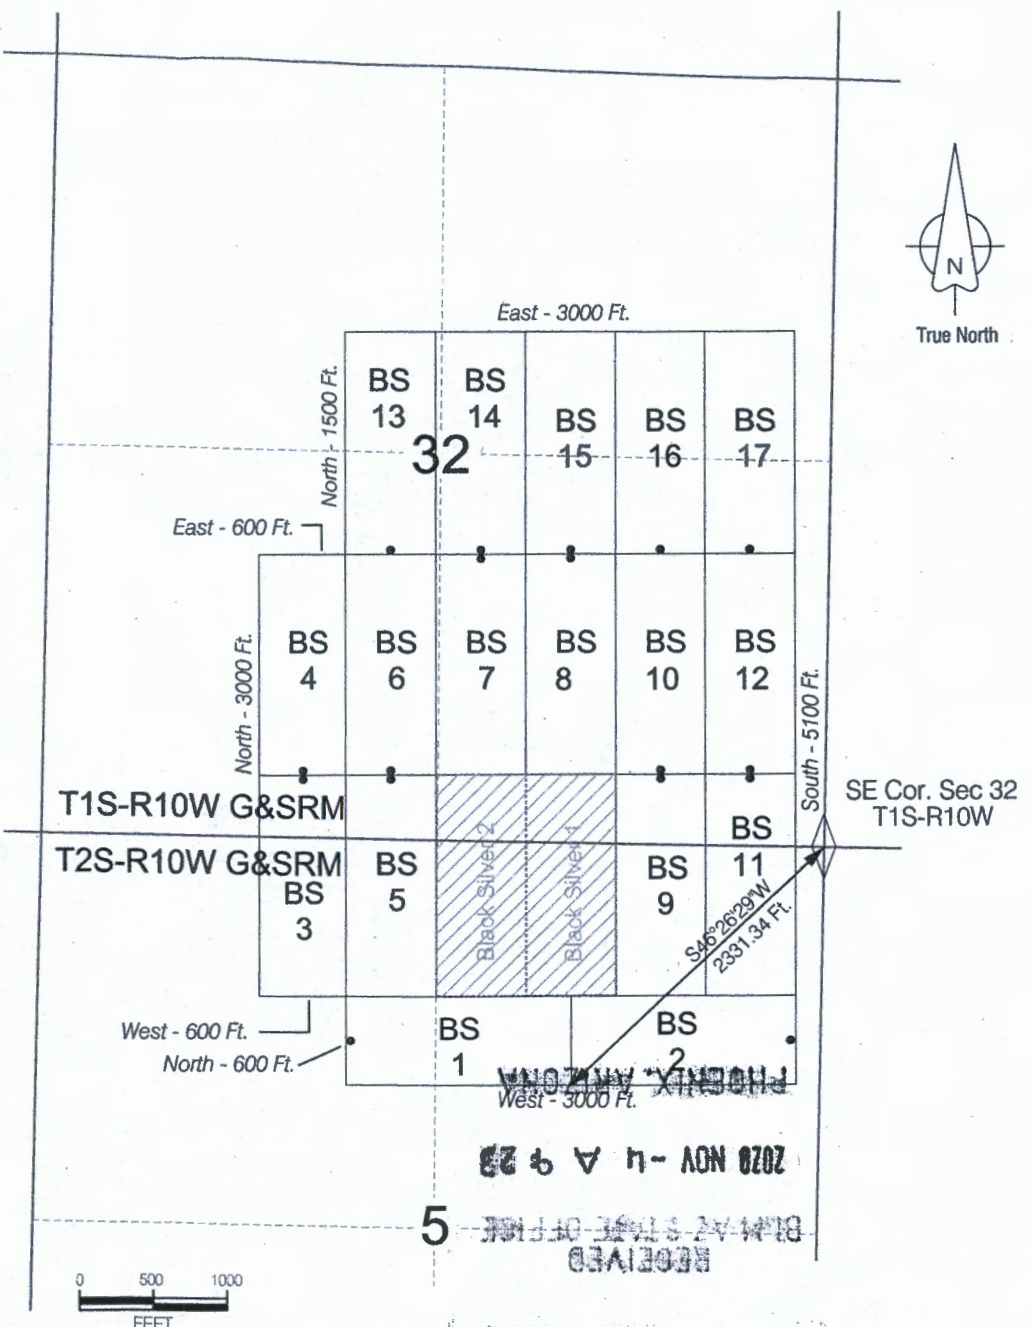 East - 3000 Ft.
N
True North
North - 1500 Ft.
BS
13
BS
14
BS
15
BS
16
BS
17
32
East - 600 Ft.
North - 3000 Ft.
BS
4
BS
6
BS
7
BS
8
BS
10
BS
12
South - 5100 Ft.
SE Cor. Sec 32
T1S-R10W
T1S-R10W G&SRM
T2S-R10W G&SRM
BS
3
BS
5
Black Silver 2
Black Silver 1
BS
9
BS
11
S46°26'29"W
2331.34 Ft.
West - 600 Ft.
North - 600 Ft.
BS
1
BS
2
West - 3000 Ft.
5
RECEIVED
BLM AZ STATE OFFICE
2020 NOV -4 A 9: 23
PHOENIX, ARIZONA
0 500 1000
FEET